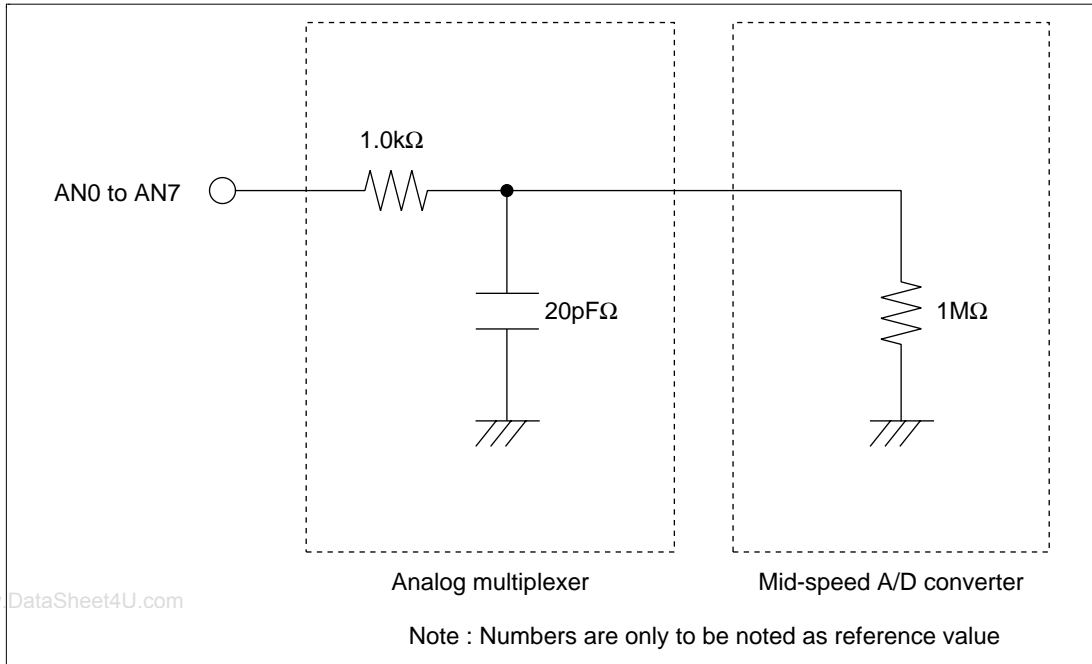 1.0kΩ
AN0 to AN7
20pFΩ
1MΩ
Analog multiplexer
Mid-speed A/D converter
.DataSheet4U.com
Note : Numbers are only to be noted as reference value